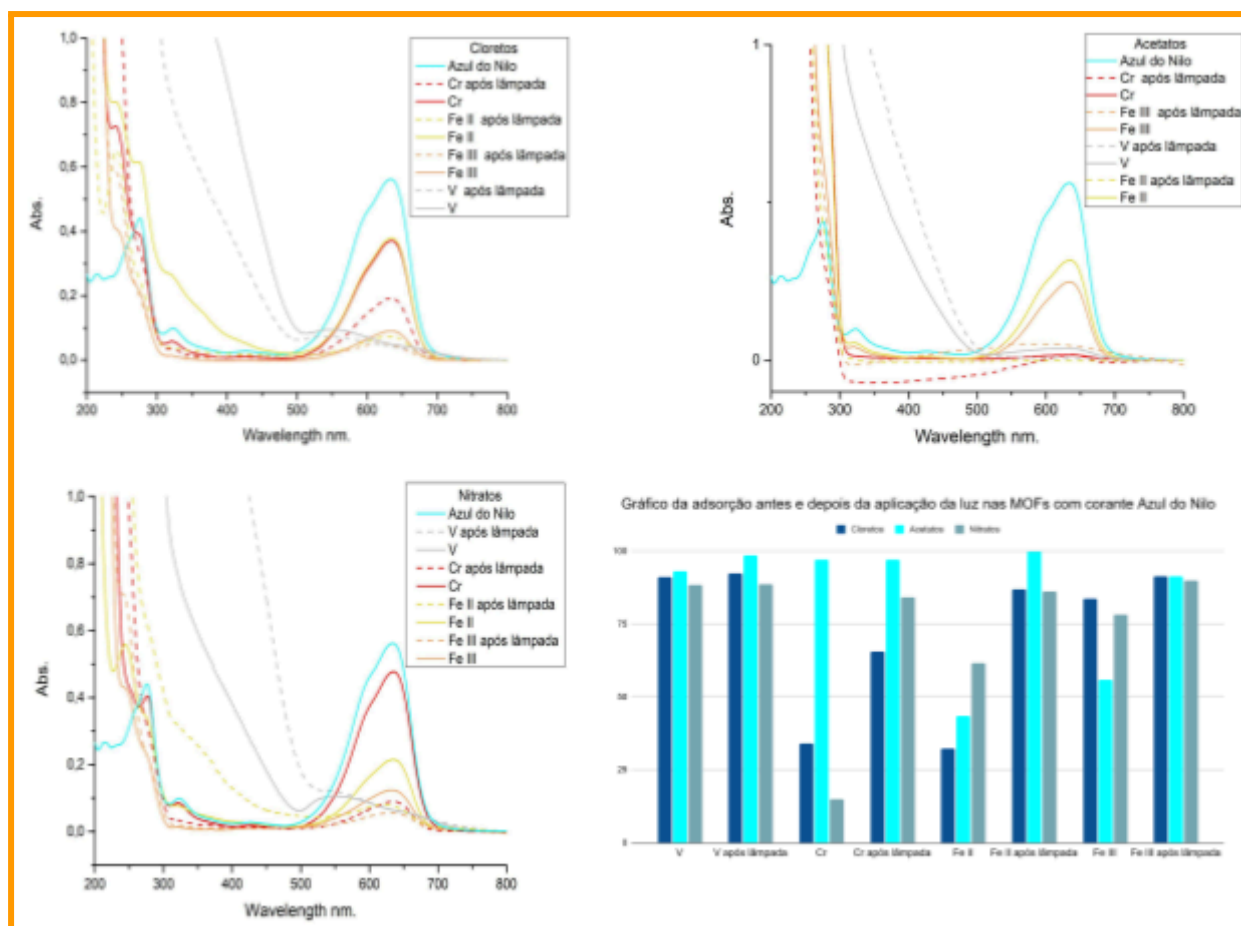 Cloretos
Azul do Nilo
Cr após lâmpada
Cr
Fe II após lâmpada
Fe II
Fe III após lâmpada
Fe III
V após lâmpada
V
1,0
0,8
0,6
0,4
0,2
0,0
Abs.
200 300 400 500 600 700 800
Wavelength nm.
Acetatos
Azul do Nilo
Cr após lâmpada
Cr
Fe III após lâmpada
Fe III
V após lâmpada
V
Fe II após lâmpada
Fe II
1
0
Abs.
200 300 400 500 600 700 800
Wavelength nm.
Nitratos
Azul do Nilo
V após lâmpada
V
Cr após lâmpada
Cr
Fe II após lâmpada
Fe II
Fe III após lâmpada
Fe III
1,0
0,8
0,6
0,4
0,2
0,0
Abs.
200 300 400 500 600 700 800
Wavelength nm.
Gráfico da adsorção antes e depois da aplicação da luz nas MOFs com corante Azul do Nilo
Cloretos Acetatos Nitratos
100
75
50
25
0
V V após lâmpada Cr Cr após lâmpada Fe II Fe II após lâmpada Fe III Fe III após lâmpada